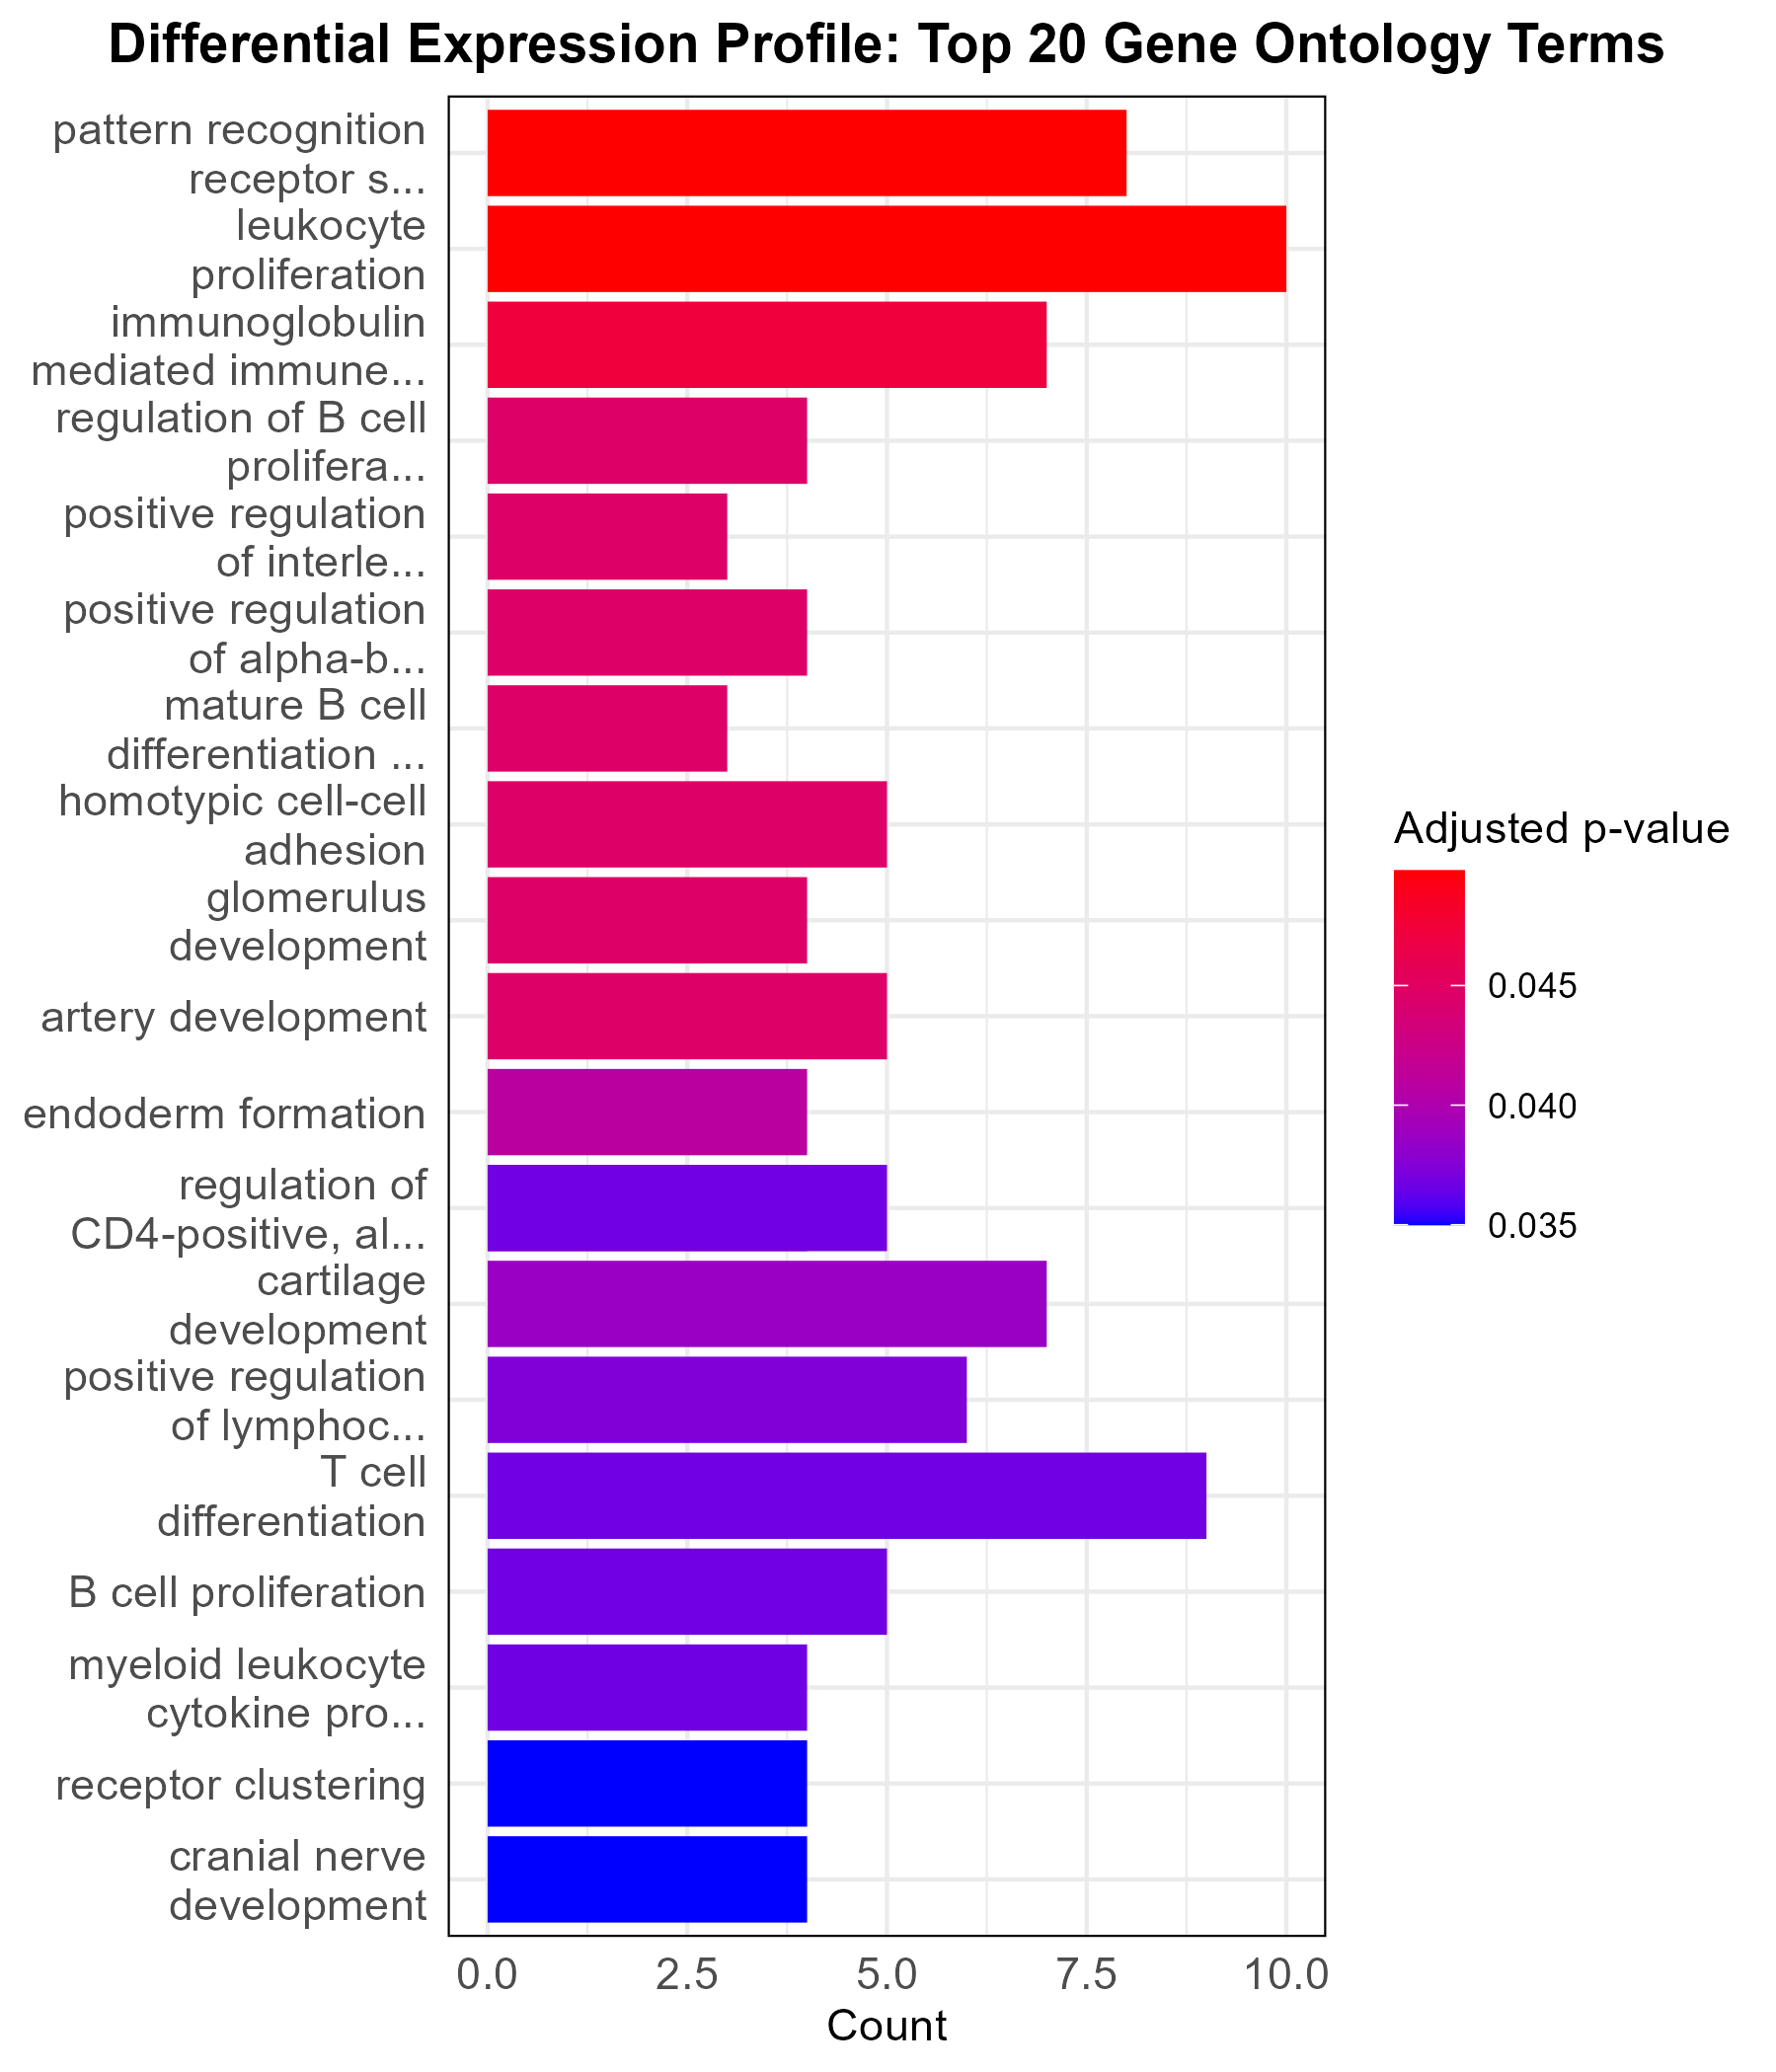 Differential Expression Profile: Top 20 Gene Ontology Terms
pattern recognition
receptor s...
leukocyte
proliferation
immunoglobulin
mediated immune...
regulation of B cell
prolifera...
positive regulation
of interle...
positive regulation
of alpha-b...
mature B cell
differentiation ...
homotypic cell-cell
adhesion
glomerulus
development
artery development
endoderm formation
regulation of
CD4-positive, al...
cartilage
development
positive regulation
of lymphoc...
T cell
differentiation
B cell proliferation
myeloid leukocyte
cytokine pro...
receptor clustering
cranial nerve
development
0.0 2.5 5.0 7.5 10.0
Count
Adjusted p-value
0.045
0.040
0.035